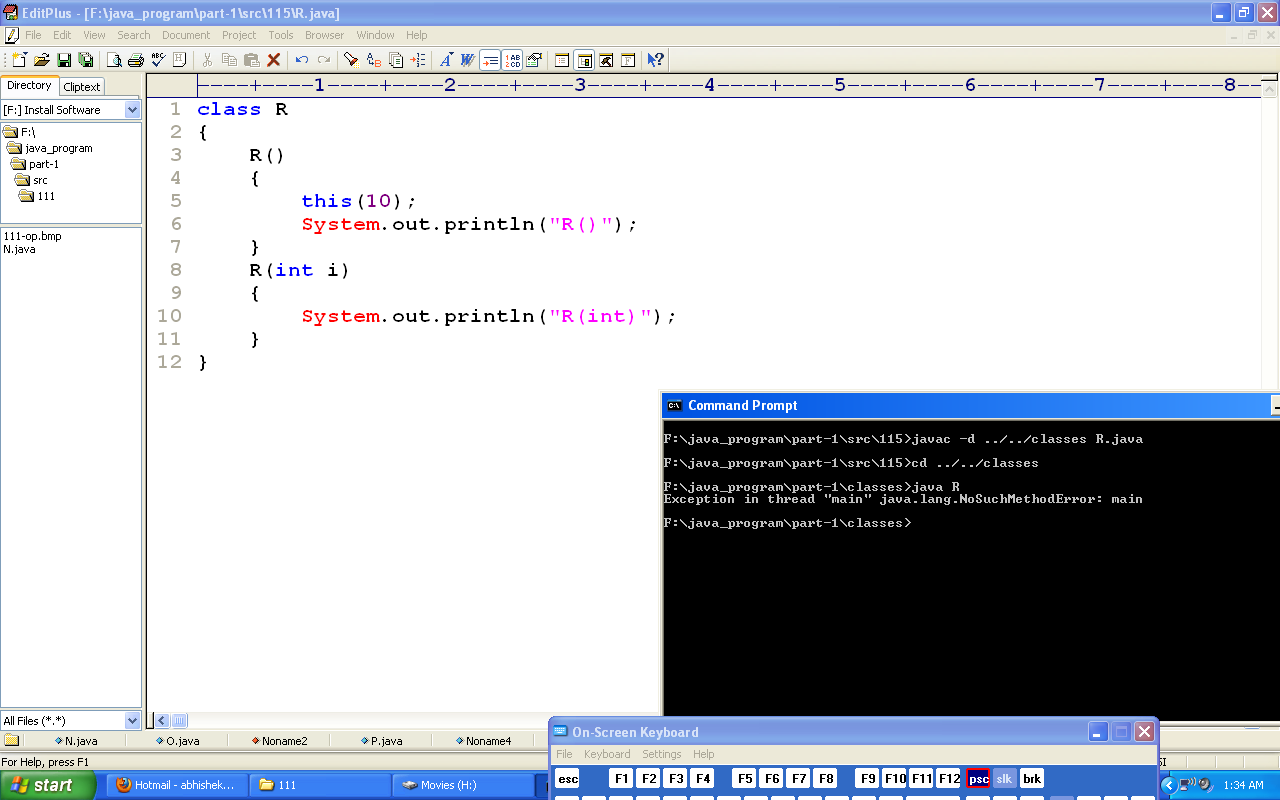 EditPlus - [F:\java_program\part-1\src\115\R.java]
File Edit View Search Document Project Tools Browser Window Help
Directory Cliptext
----+----1----+----2----+----3----+----4----+----5----+----6----+----7----+----8--
[F:] Install Software
F:\
java_program
part-1
src
111
111-op.bmp
N.java
1 class R
2 {
3 R()
4 {
5 this(10);
6 System.out.println("R()");
7 }
8 R(int i)
9 {
10 System.out.println("R(int)");
11 }
12 }
Command Prompt
F:\java_program\part-1\src\115>javac -d ../../classes R.java
F:\java_program\part-1\src\115>cd ../../classes
F:\java_program\part-1\classes>java R
Exception in thread "main" java.lang.NoSuchMethodError: main
F:\java_program\part-1\classes>
All Files (*.*)
N.java O.java Noname2 P.java Noname4
For Help, press F1
On-Screen Keyboard
File Keyboard Settings Help
esc F1 F2 F3 F4 F5 F6 F7 F8 F9 F10 F11 F12 psc slk brk
start Hotmail - abhishek... 111 Movies (H:) 1:34 AM